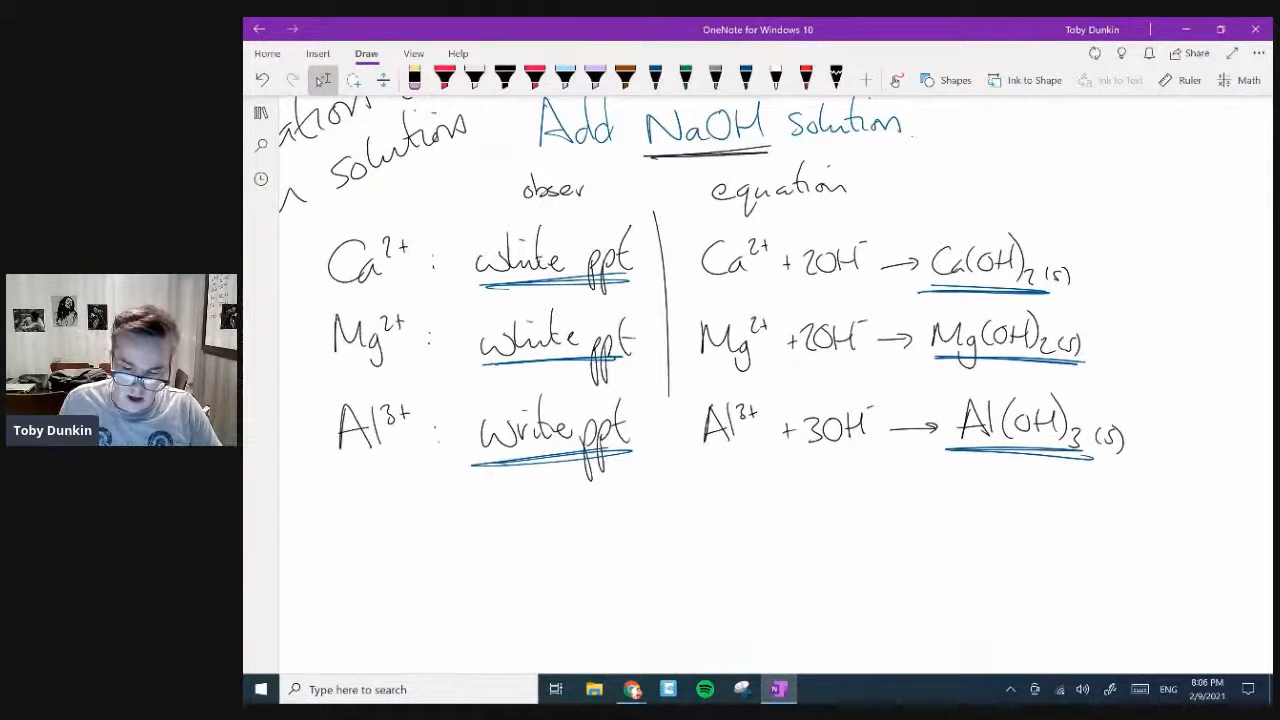 OneNote for Windows 10
Toby Dunkin
Home Insert Draw View Help
Share
Shapes Ink to Shape Ink to Text Ruler Math
ations
solutions
Add NaOH solution.
obser equation
Ca²⁺ : white ppt Ca²⁺ + 2OH⁻ → Ca(OH)₂ (s)
Mg²⁺ : white ppt Mg²⁺ + 2OH⁻ → Mg(OH)₂(s)
Al³⁺ : write ppt Al³⁺ + 3OH⁻ → Al(OH)₃ (s)
Toby Dunkin
Type here to search
ENG
8:06 PM
2/9/2021